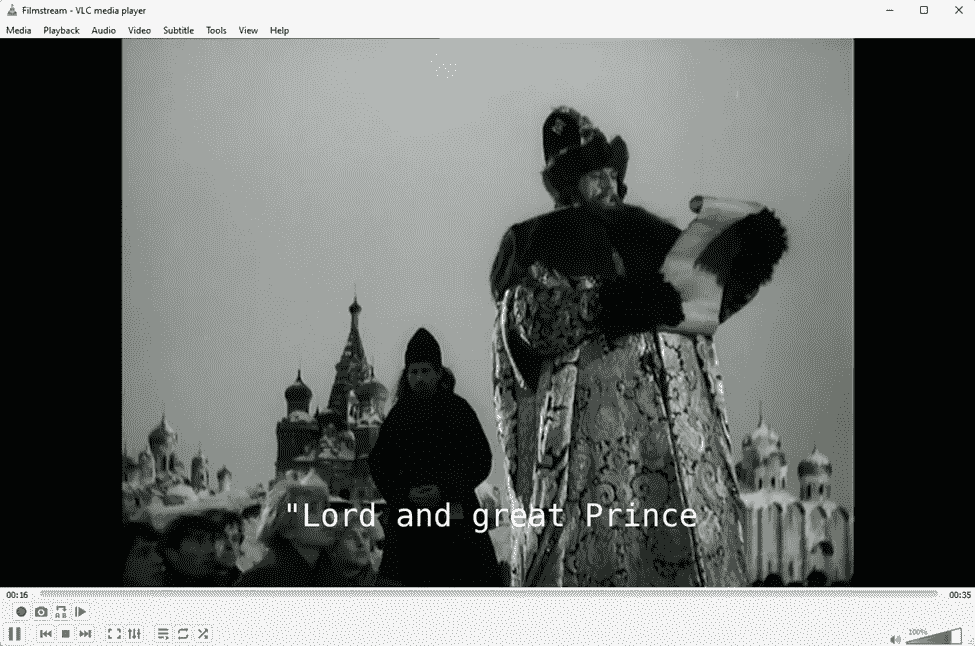 Filmstream - VLC media player
Media Playback Audio Video Subtitle Tools View Help
"Lord and great Prince
00:16
00:35
100%